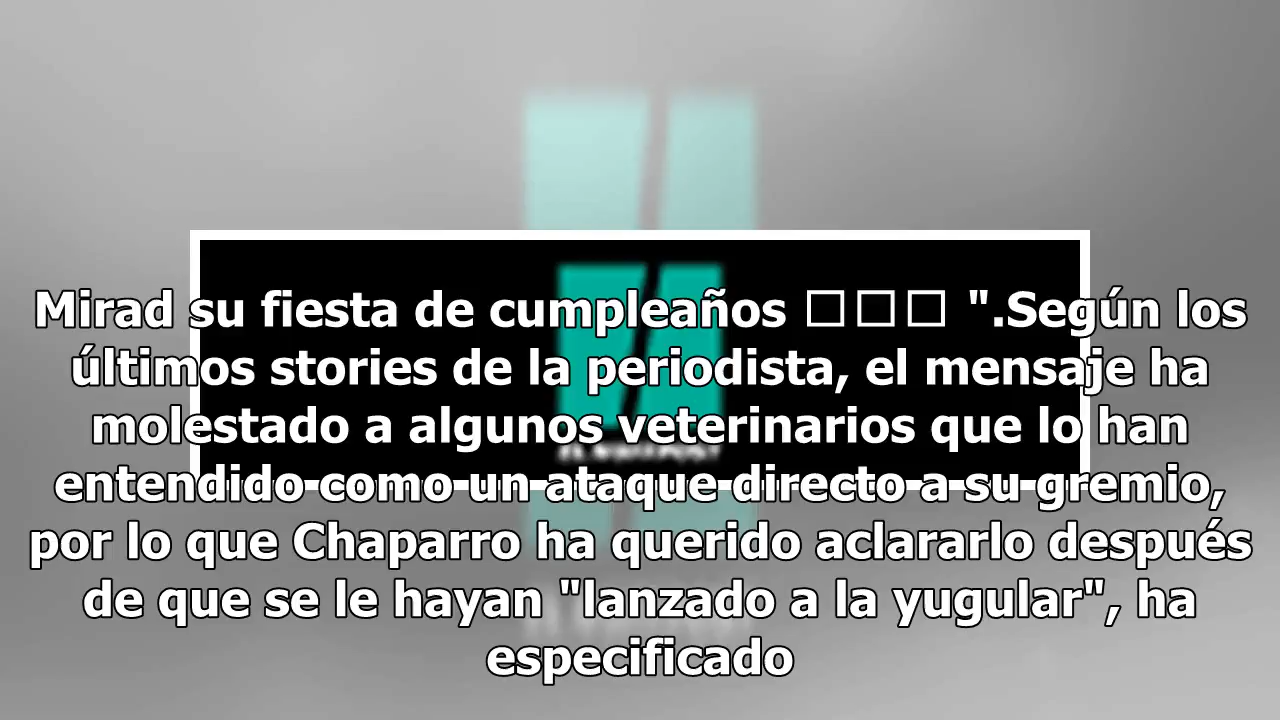 Mirad su fiesta de cumpleaños □□□ ".Según los
últimos stories de la periodista, el mensaje ha
molestado a algunos veterinarios que lo han
entendido como un ataque directo a su gremio,
por lo que Chaparro ha querido aclararlo después
de que se le hayan "lanzado a la yugular", ha
especificado